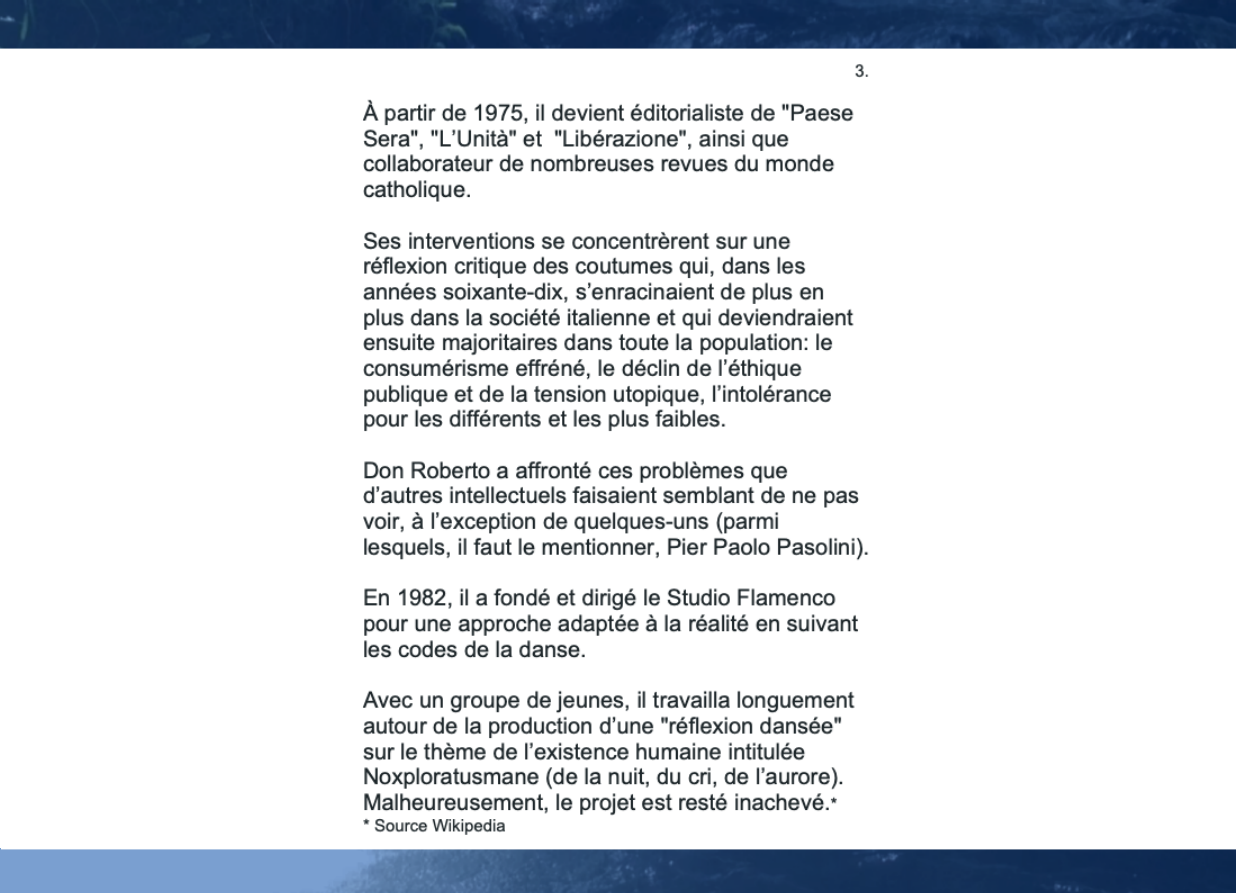 3.
À partir de 1975, il devient éditorialiste de "Paese
Sera", "L’Unità" et  "Libérazione", ainsi que
collaborateur de nombreuses revues du monde
catholique.
Ses interventions se concentrèrent sur une
réflexion critique des coutumes qui, dans les
années soixante-dix, s’enracinaient de plus en
plus dans la société italienne et qui deviendraient
ensuite majoritaires dans toute la population: le
consumérisme effréné, le déclin de l’éthique
publique et de la tension utopique, l’intolérance
pour les différents et les plus faibles.
Don Roberto a affronté ces problèmes que
d’autres intellectuels faisaient semblant de ne pas
voir, à l’exception de quelques-uns (parmi
lesquels, il faut le mentionner, Pier Paolo Pasolini).
En 1982, il a fondé et dirigé le Studio Flamenco
pour une approche adaptée à la réalité en suivant
les codes de la danse.
Avec un groupe de jeunes, il travailla longuement
autour de la production d’une "réflexion dansée"
sur le thème de l’existence humaine intitulée
Noxploratusmane (de la nuit, du cri, de l’aurore).
Malheureusement, le projet est resté inachevé.*
* Source Wikipedia